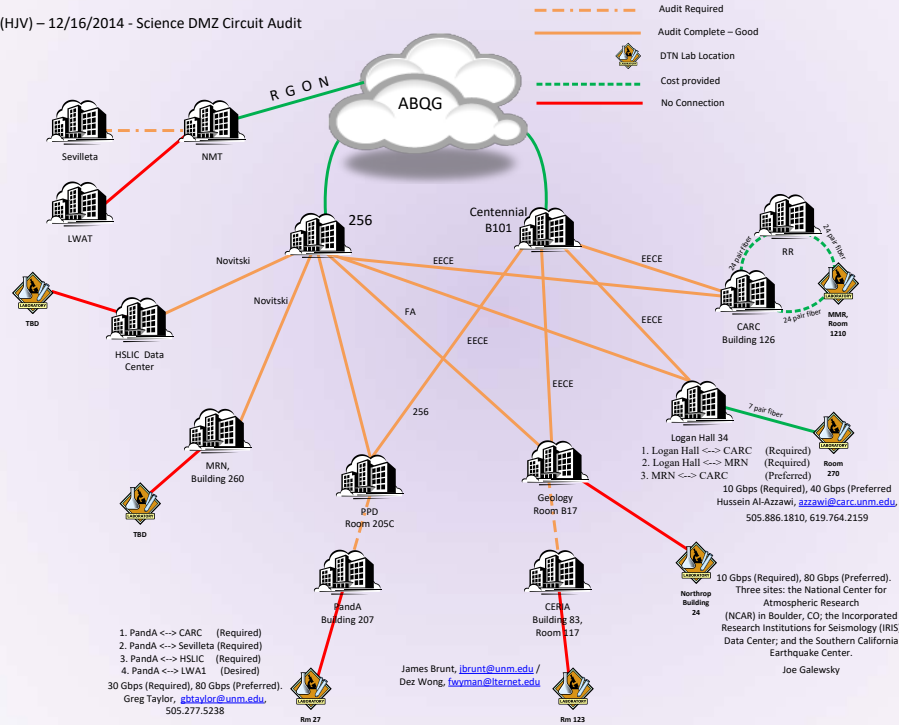 (HJV) – 12/16/2014 - Science DMZ Circuit Audit
Audit Required
Audit Complete – Good
LABORATORY
DTN Lab Location
Cost provided
No Connection
R G O N
ABQG
Sevilleta
NMT
LWAT
256
Centennial
B101
RR
24 pair fiber
24 pair fiber
24 pair fiber
CARC
Building 126
LABORATORY
MMR,
Room
1210
Novitski
EECE
EECE
LABORATORY
TBD
Novitski
FA
EECE
EECE
HSLIC Data
Center
EECE
256
7 pair fiber
MRN,
Building 260
Logan Hall 34
1. Logan Hall <--> CARC (Required)
2. Logan Hall <--> MRN (Required)
3. MRN <--> CARC (Preferred)
LABORATORY
Room
270
10 Gbps (Required), 40 Gbps (Preferred
Hussein Al-Azzawi, azzawi@carc.unm.edu,
505.886.1810, 619.764.2159
LABORATORY
TBD
PPD
Room 205C
Geology
Room B17
PandA
Building 207
CERIA
Building 83,
Room 117
LABORATORY
Northrop
Building
24
10 Gbps (Required), 80 Gbps (Preferred).
Three sites: the National Center for
Atmospheric Research
(NCAR) in Boulder, CO; the Incorporated
Research Institutions for Seismology (IRIS)
Data Center; and the Southern California
Earthquake Center.
Joe Galewsky
1. PandA <--> CARC (Required)
2. PandA <--> Sevilleta (Required)
3. PandA <--> HSLIC (Required)
4. PandA <--> LWA1 (Desired)
30 Gbps (Required), 80 Gbps (Preferred).
Greg Taylor, gbtaylor@unm.edu,
505.277.5238
LABORATORY
Rm 27
James Brunt, jbrunt@unm.edu /
Dez Wong, fwyman@lternet.edu
LABORATORY
Rm 123